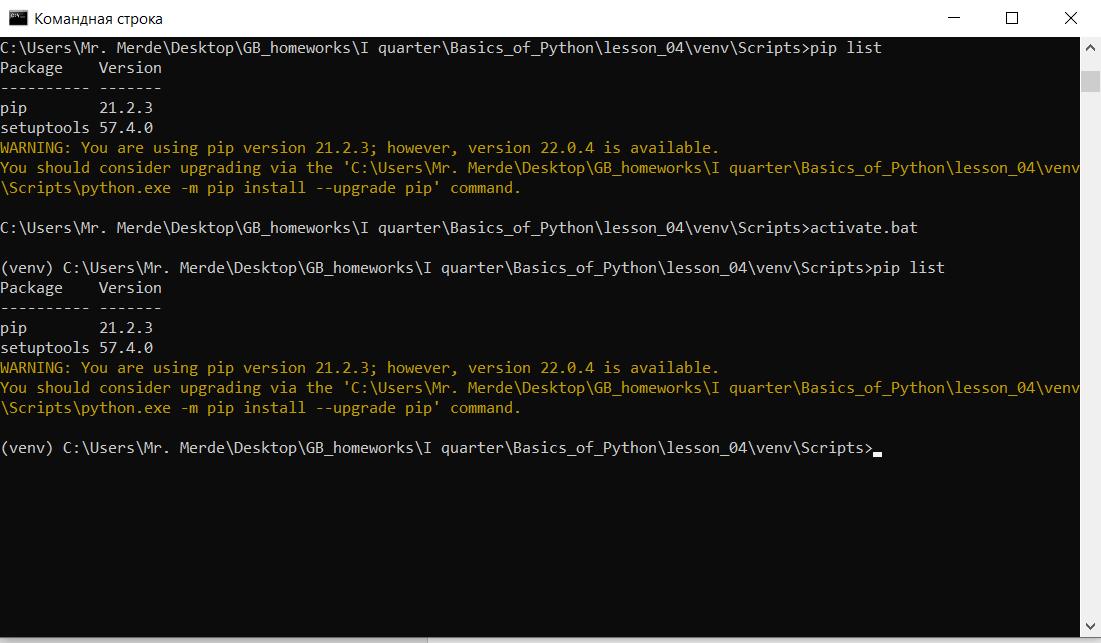 Командная строка
C:\Users\Mr. Merde\Desktop\GB_homeworks\I quarter\Basics_of_Python\lesson_04\venv\Scripts>pip list
Package    Version
---------- -------
pip        21.2.3
setuptools 57.4.0
WARNING: You are using pip version 21.2.3; however, version 22.0.4 is available.
You should consider upgrading via the 'C:\Users\Mr. Merde\Desktop\GB_homeworks\I quarter\Basics_of_Python\lesson_04\venv
\Scripts\python.exe -m pip install --upgrade pip' command.
C:\Users\Mr. Merde\Desktop\GB_homeworks\I quarter\Basics_of_Python\lesson_04\venv\Scripts>activate.bat
(venv) C:\Users\Mr. Merde\Desktop\GB_homeworks\I quarter\Basics_of_Python\lesson_04\venv\Scripts>pip list
Package    Version
---------- -------
pip        21.2.3
setuptools 57.4.0
WARNING: You are using pip version 21.2.3; however, version 22.0.4 is available.
You should consider upgrading via the 'C:\Users\Mr. Merde\Desktop\GB_homeworks\I quarter\Basics_of_Python\lesson_04\venv
\Scripts\python.exe -m pip install --upgrade pip' command.
(venv) C:\Users\Mr. Merde\Desktop\GB_homeworks\I quarter\Basics_of_Python\lesson_04\venv\Scripts>